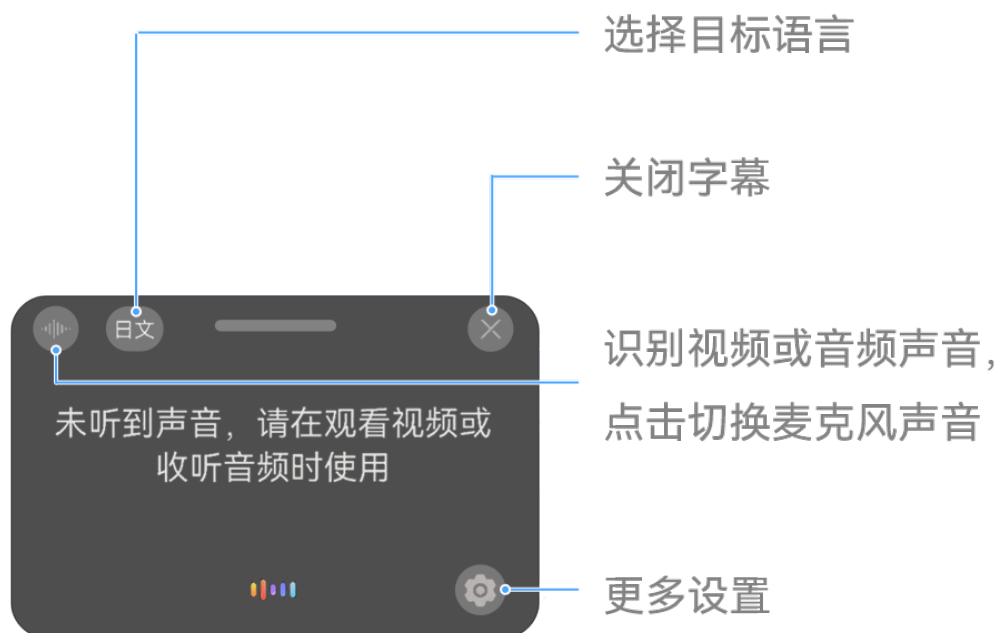 选择目标语言
关闭字幕
日文
识别视频或音频声音，
点击切换麦克风声音
未听到声音，请在观看视频或
收听音频时使用
更多设置